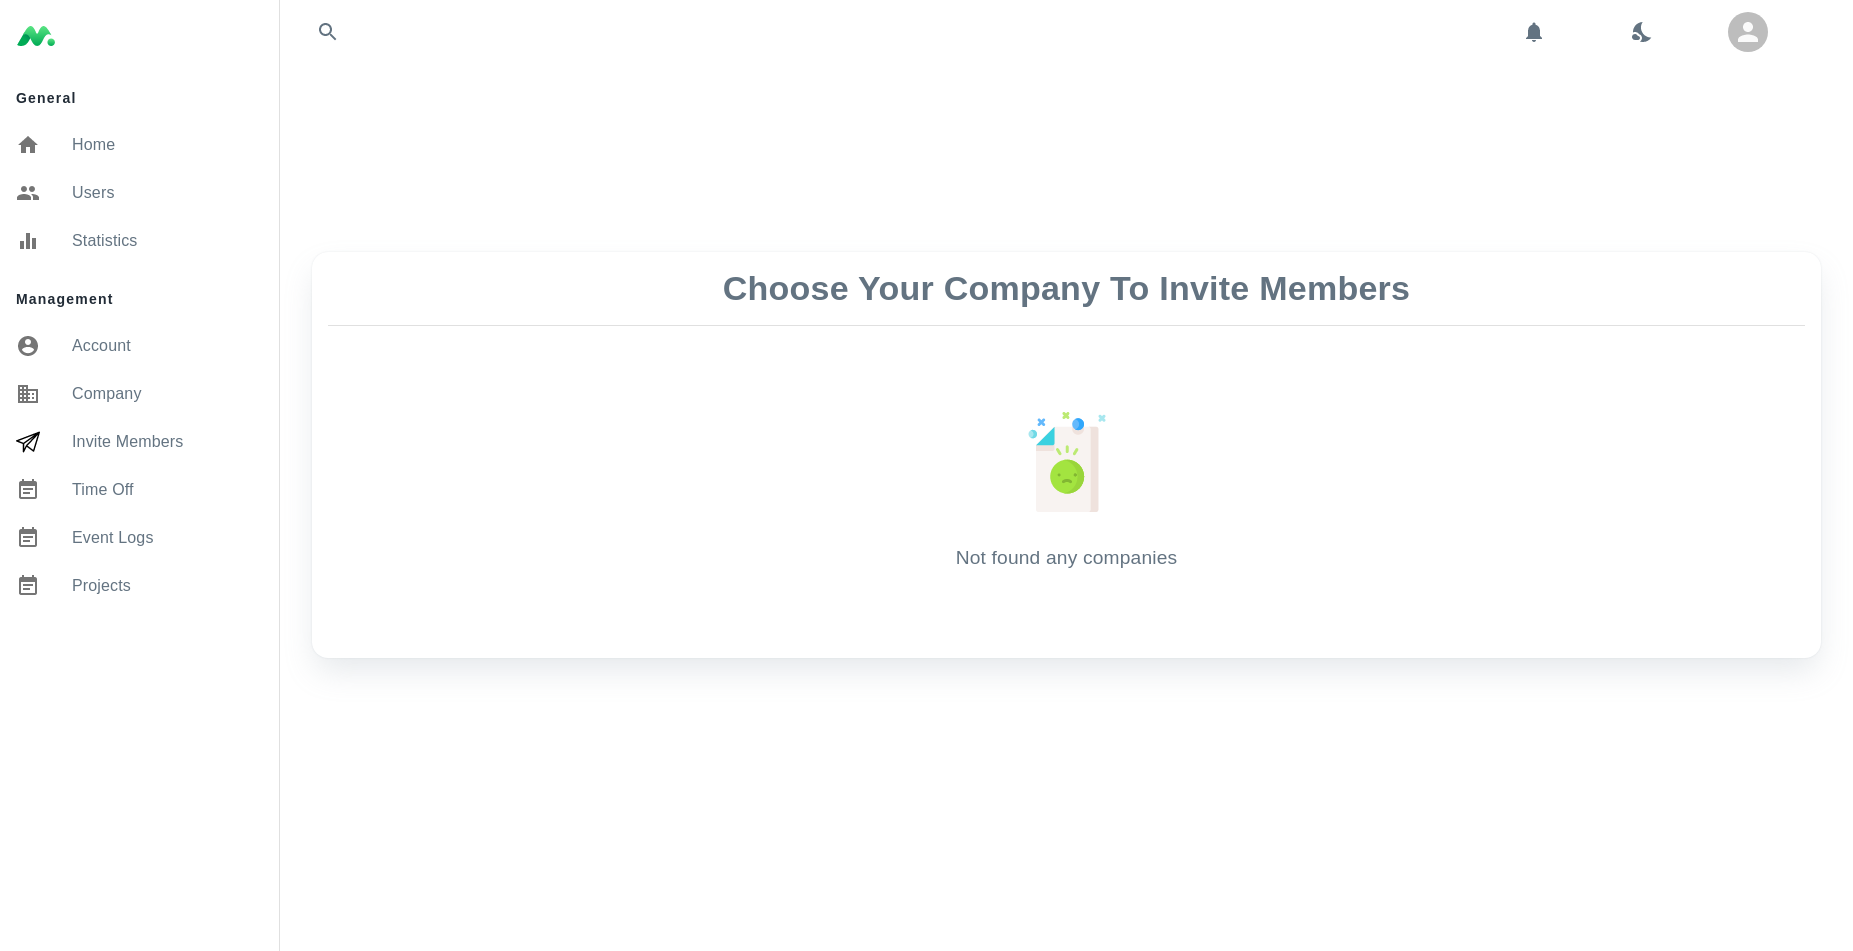 General
Home
Users
Statistics
Management
Account
Company
Invite Members
Time Off
Event Logs
Projects
Choose Your Company To Invite Members
Not found any companies